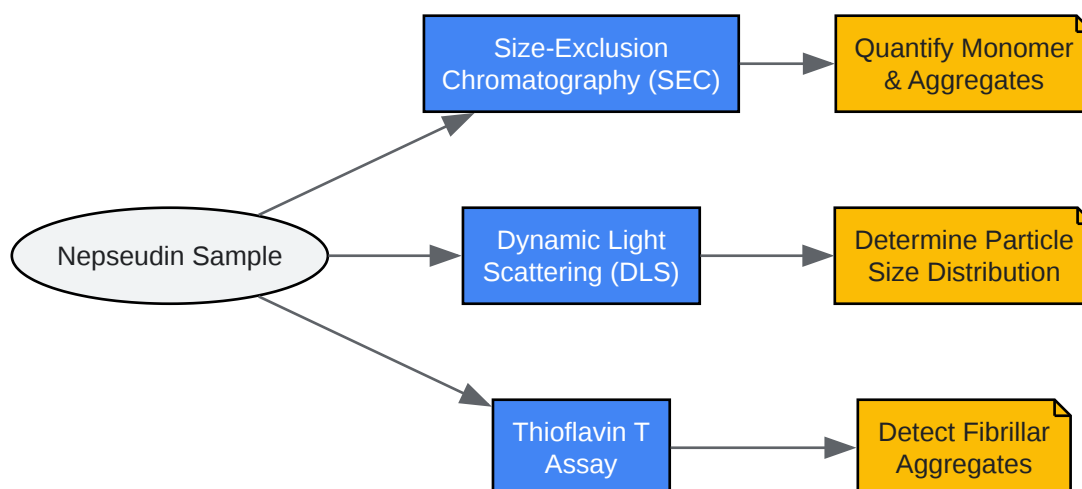 Size-Exclusion
Chromatography (SEC)
Quantify Monomer
& Aggregates
Nepseudin Sample
Dynamic Light
Scattering (DLS)
Determine Particle
Size Distribution
Thioflavin T
Assay
Detect Fibrillar
Aggregates